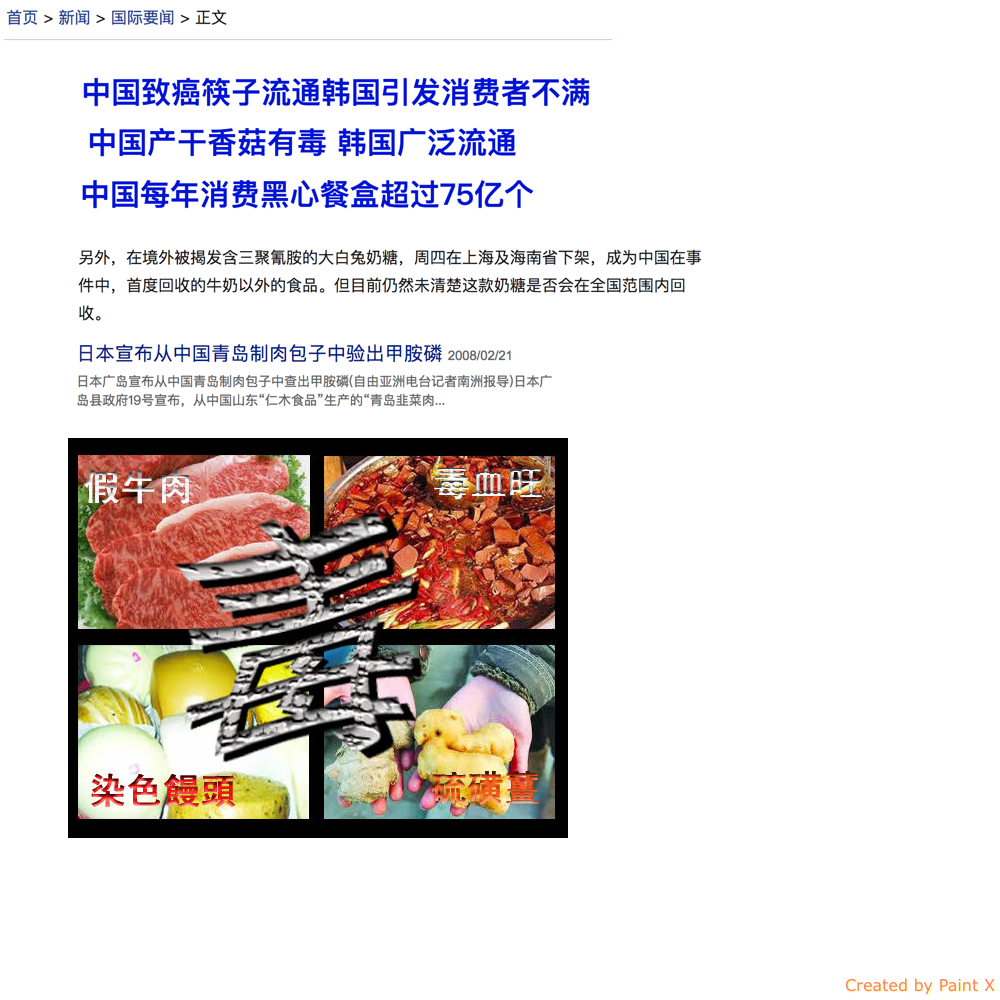 首页 > 新闻 > 国际要闻 > 正文
中国致癌筷子流通韩国引发消费者不满
中国产干香菇有毒 韩国广泛流通
中国每年消费黑心餐盒超过75亿个
另外，在境外被揭发含三聚氰胺的大白兔奶糖，周四在上海及海南省下架，成为中国在事
件中，首度回收的牛奶以外的食品。但目前仍然未清楚这款奶糖是否会在全国范围内回
收。
日本宣布从中国青岛制肉包子中验出甲胺磷 2008/02/21
日本广岛宣布从中国青岛制肉包子中查出甲胺磷(自由亚洲电台记者南洲报导)日本广
岛县政府19号宣布，从中国山东“仁木食品”生产的“青岛韭菜肉...
假牛肉
毒血旺
毒
染色饅頭
硫磺薑
Created by Paint X